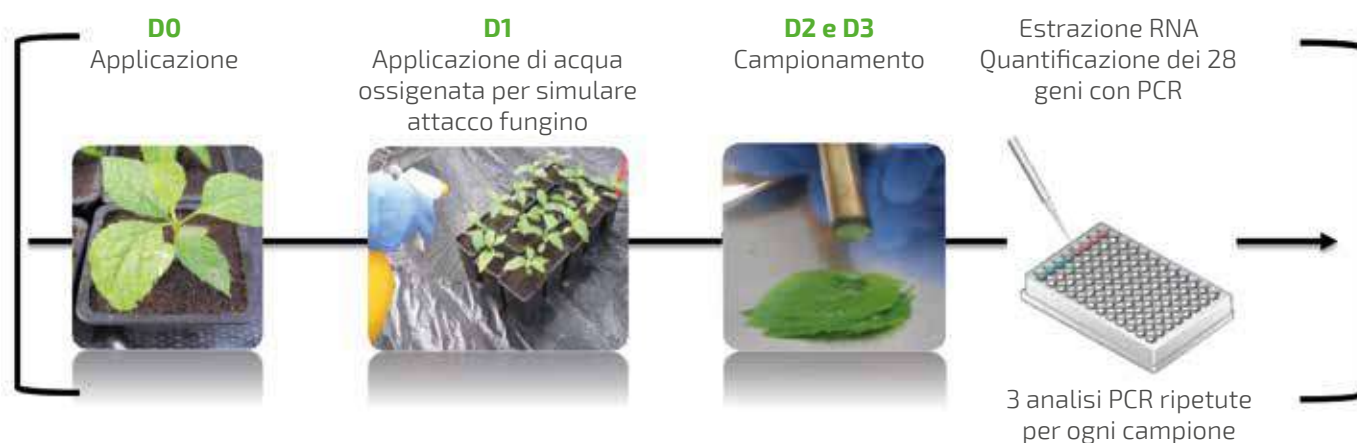 D0
Applicazione
D1
Applicazione di acqua
ossigenata per simulare
attacco fungino
D2 e D3
Campionamento
Estrazione RNA
Quantificazione dei 28
geni con PCR
3 analisi PCR ripetute
per ogni campione